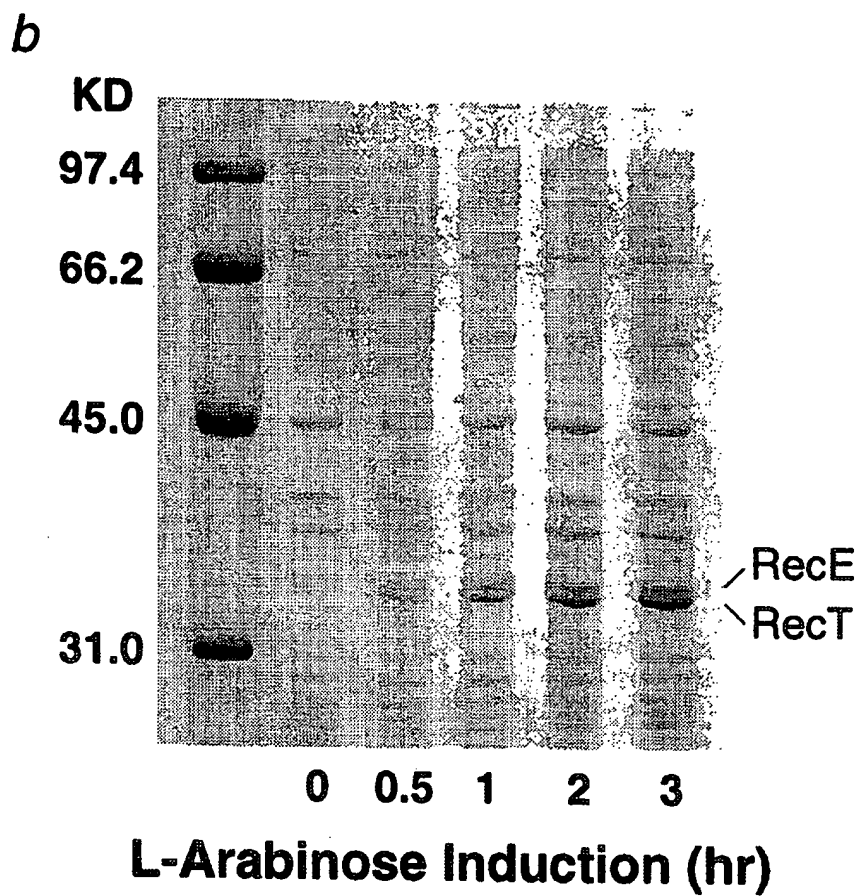 b
KD
97.4
66.2
45.0
31.0
RecE
RecT
0 0.5 1 2 3
L-Arabinose Induction (hr)